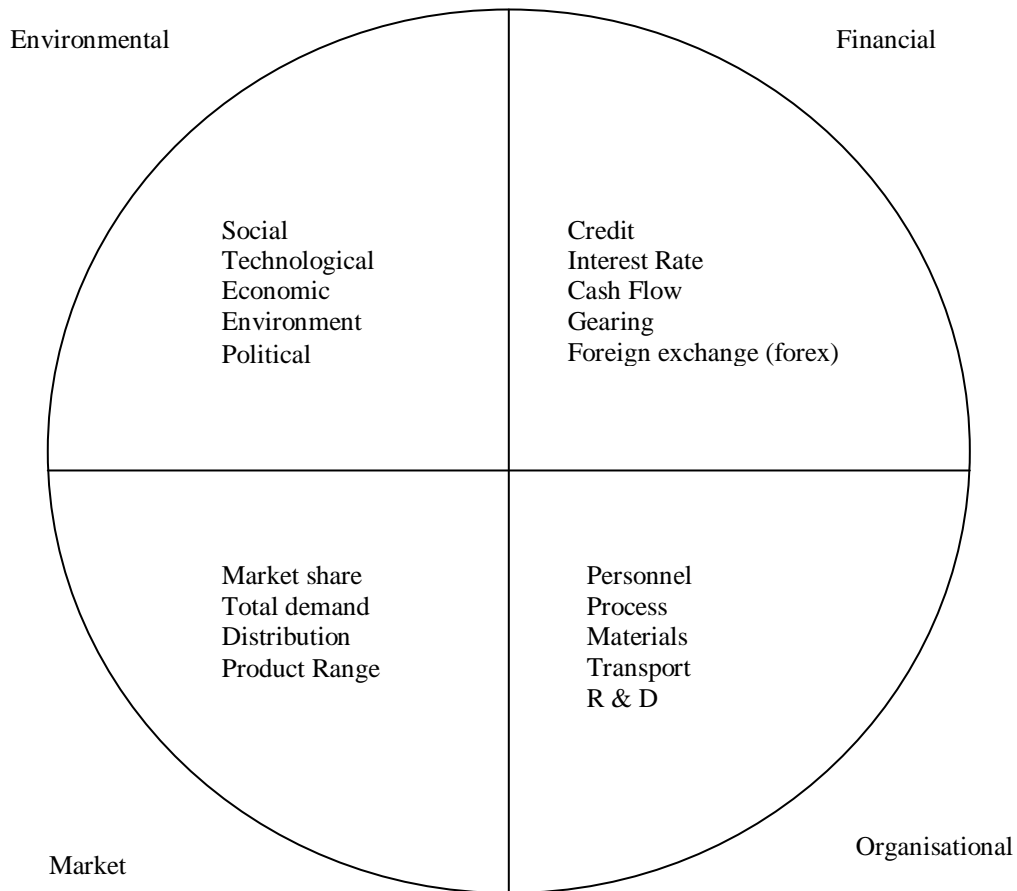 Environmental
Financial
Social
Technological
Economic
Environment
Political
Credit
Interest Rate
Cash Flow
Gearing
Foreign exchange (forex)
Market share
Total demand
Distribution
Product Range
Personnel
Process
Materials
Transport
R & D
Market
Organisational